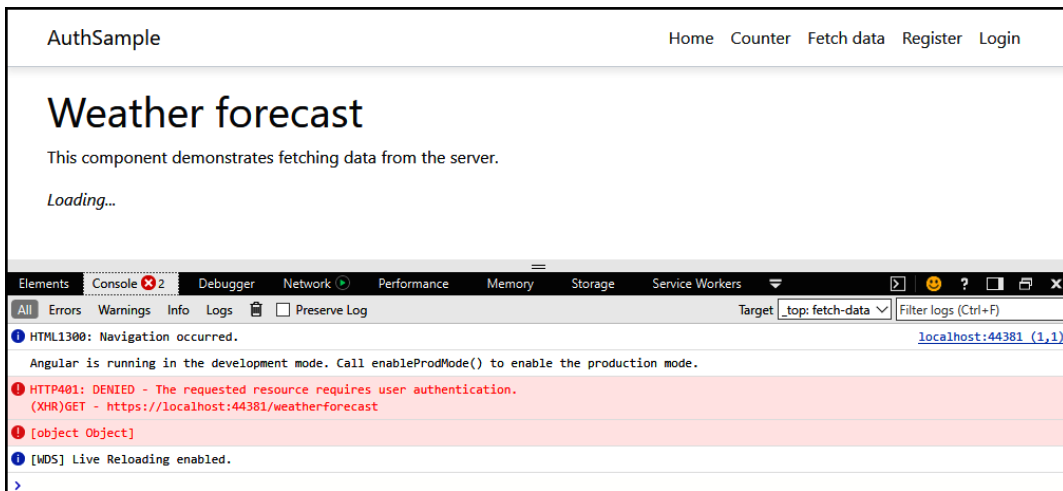 AuthSample Home Counter Fetch data Register Login
Weather forecast
This component demonstrates fetching data from the server.
Loading...
Elements Console 2 Debugger Network Performance Memory Storage Service Workers ?
All Errors Warnings Info Logs Preserve Log Target _top: fetch-data Filter logs (Ctrl+F)
HTML1300: Navigation occurred. localhost:44381 (1,1)
Angular is running in the development mode. Call enableProdMode() to enable the production mode.
HTTP401: DENIED - The requested resource requires user authentication.
(XHR)GET - https://localhost:44381/weatherforecast
[object Object]
[WDS] Live Reloading enabled.